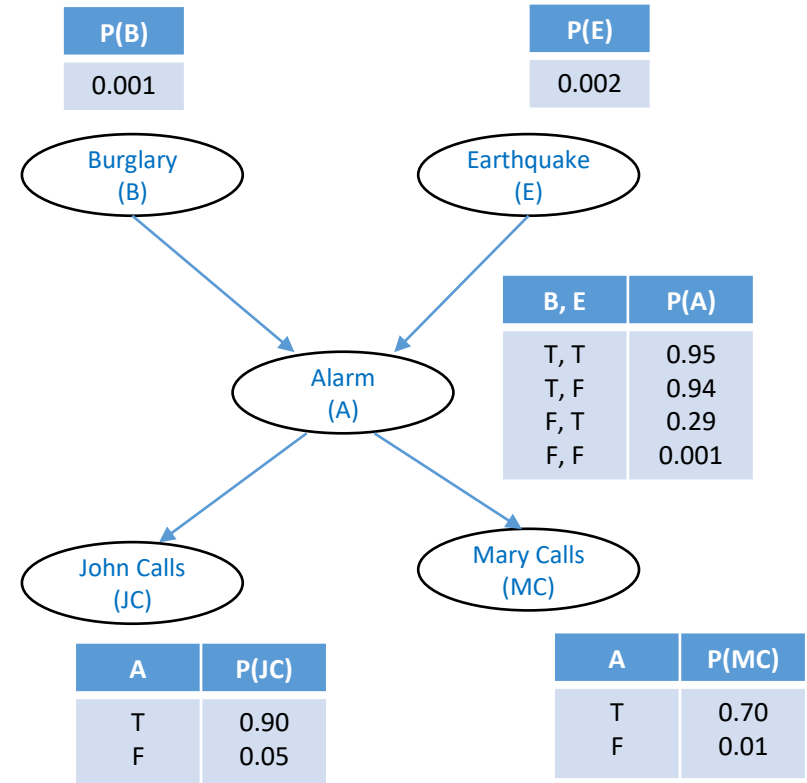 P(B)
0.001
P(E)
0.002
Burglary
(B)
Earthquake
(E)
B, E P(A)
T, T 0.95
T, F 0.94
F, T 0.29
F, F 0.001
Alarm
(A)
John Calls
(JC)
Mary Calls
(MC)
A P(JC)
T 0.90
F 0.05
A P(MC)
T 0.70
F 0.01